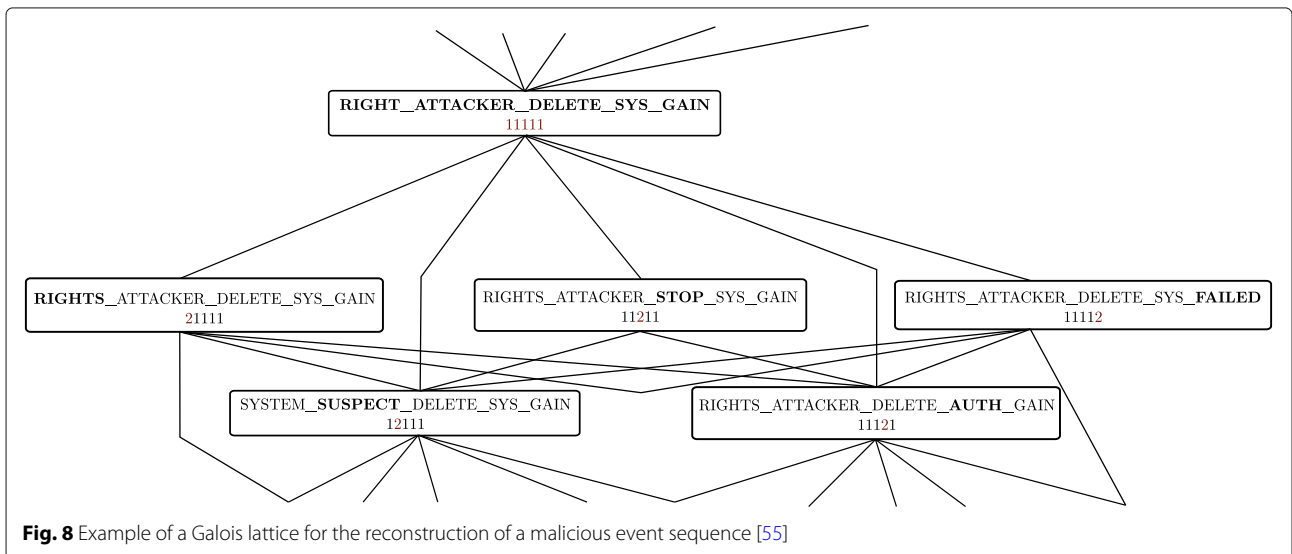 RIGHT_ATTACKER_DELETE_SYS_GAIN
11111
RIGHTS_ATTACKER_DELETE_SYS_GAIN
21111
RIGHTS_ATTACKER_STOP_SYS_GAIN
11211
RIGHTS_ATTACKER_DELETE_SYS_FAILED
11112
SYSTEM_SUSPECT_DELETE_SYS_GAIN
12111
RIGHTS_ATTACKER_DELETE_AUTH_GAIN
11121
Fig. 8 Example of a Galois lattice for the reconstruction of a malicious event sequence [55]